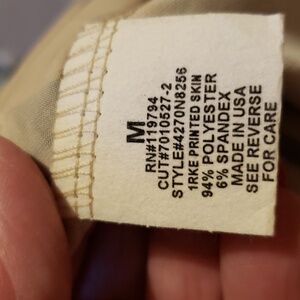 M
RN#119794
CUT#7010527-2
STYLE#4270N8256
1RKE PRINTED SKIN
94% POLYESTER
6% SPANDEX
MADE IN USA
SEE REVERSE
FOR CARE